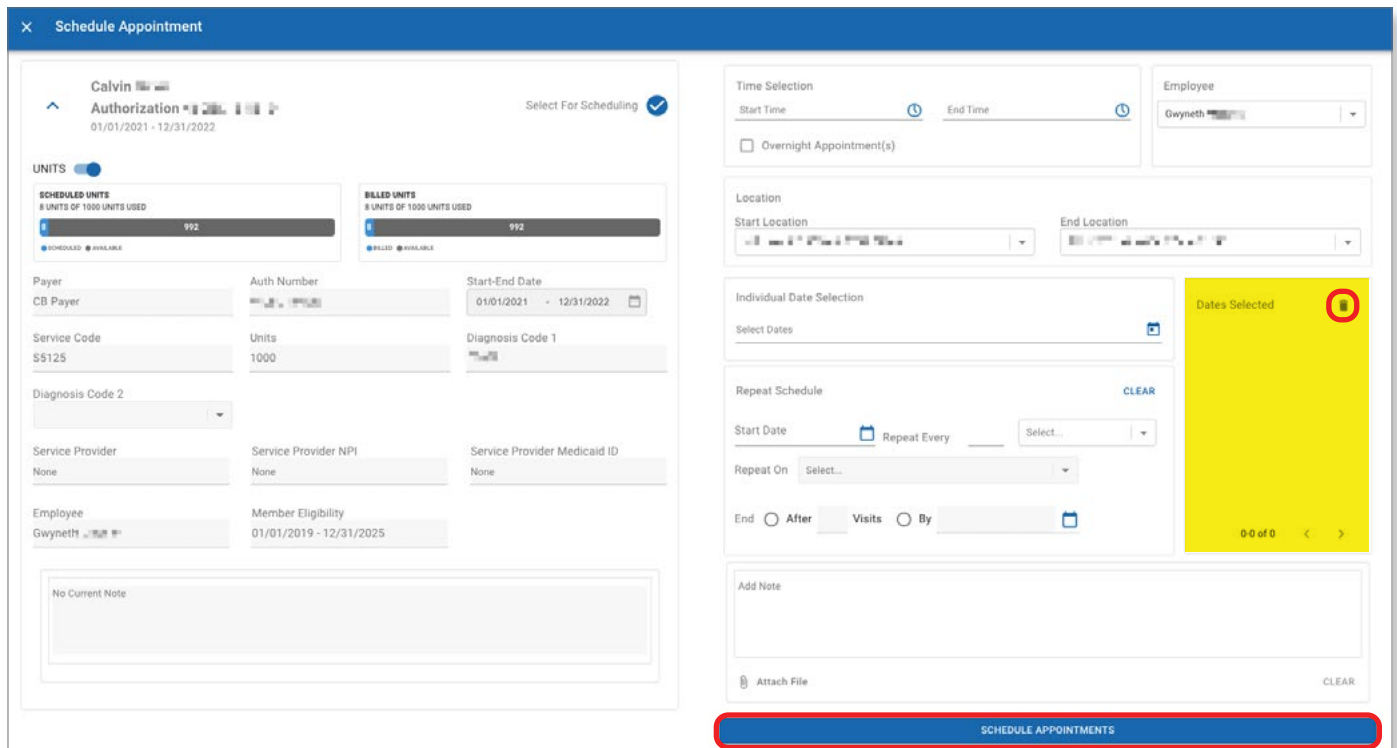 Schedule Appointment
Calvin
Authorization
01/01/2021 - 12/31/2022
Select For Scheduling
UNITS
SCHEDULED UNITS
8 UNITS OF 1000 UNITS USED
8 992
SCHEDULED AVAILABLE
BILLED UNITS
8 UNITS OF 1000 UNITS USED
8 992
BILLED AVAILABLE
Payer
CB Payer
Auth Number
Start-End Date
01/01/2021 - 12/31/2022
Service Code
S5125
Units
1000
Diagnosis Code 1
Diagnosis Code 2
Service Provider
None
Service Provider NPI
None
Service Provider Medicaid ID
None
Employee
Gwyneth
Member Eligibility
01/01/2019 - 12/31/2025
No Current Note
Time Selection
Start Time
End Time
Overnight Appointment(s)
Employee
Gwyneth
Location
Start Location
End Location
Individual Date Selection
Select Dates
Dates Selected
0-0 of 0
Repeat Schedule CLEAR
Start Date
Repeat Every
Select...
Repeat On Select...
End After Visits By
Add Note
Attach File CLEAR
SCHEDULE APPOINTMENTS